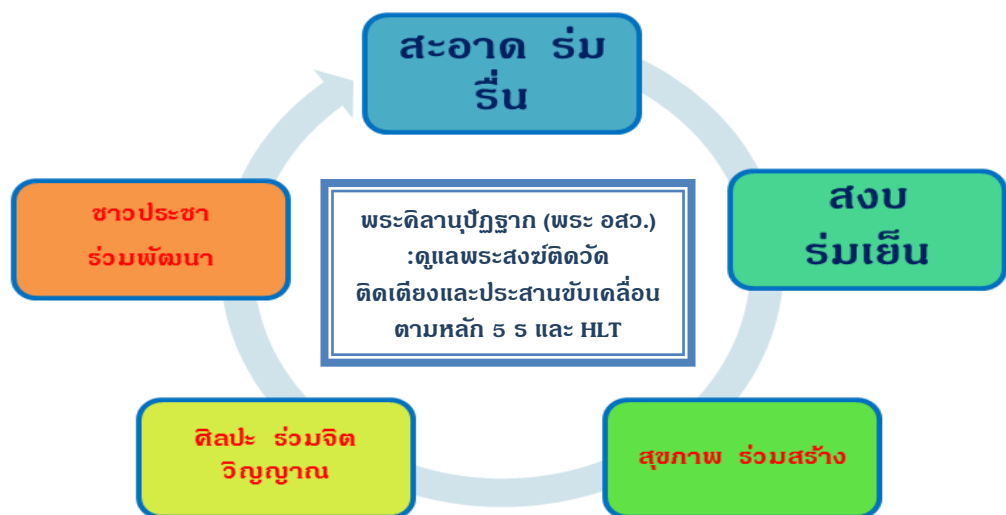 สะอาด ร่ม
รื่น
สงบ
ร่มเย็น
สุขภาพ ร่วมสร้าง
ศิลปะ ร่วมจิต
วิญญาณ
ชาวประชา
ร่วมพัฒนา
พระคิลานุปัฏฐาก (พระ อสว.)
:ดูแลพระสงฆ์ติดวัด
ติดเตียงและประสานขับเคลื่อน
ตามหลัก 5 ร และ HLT